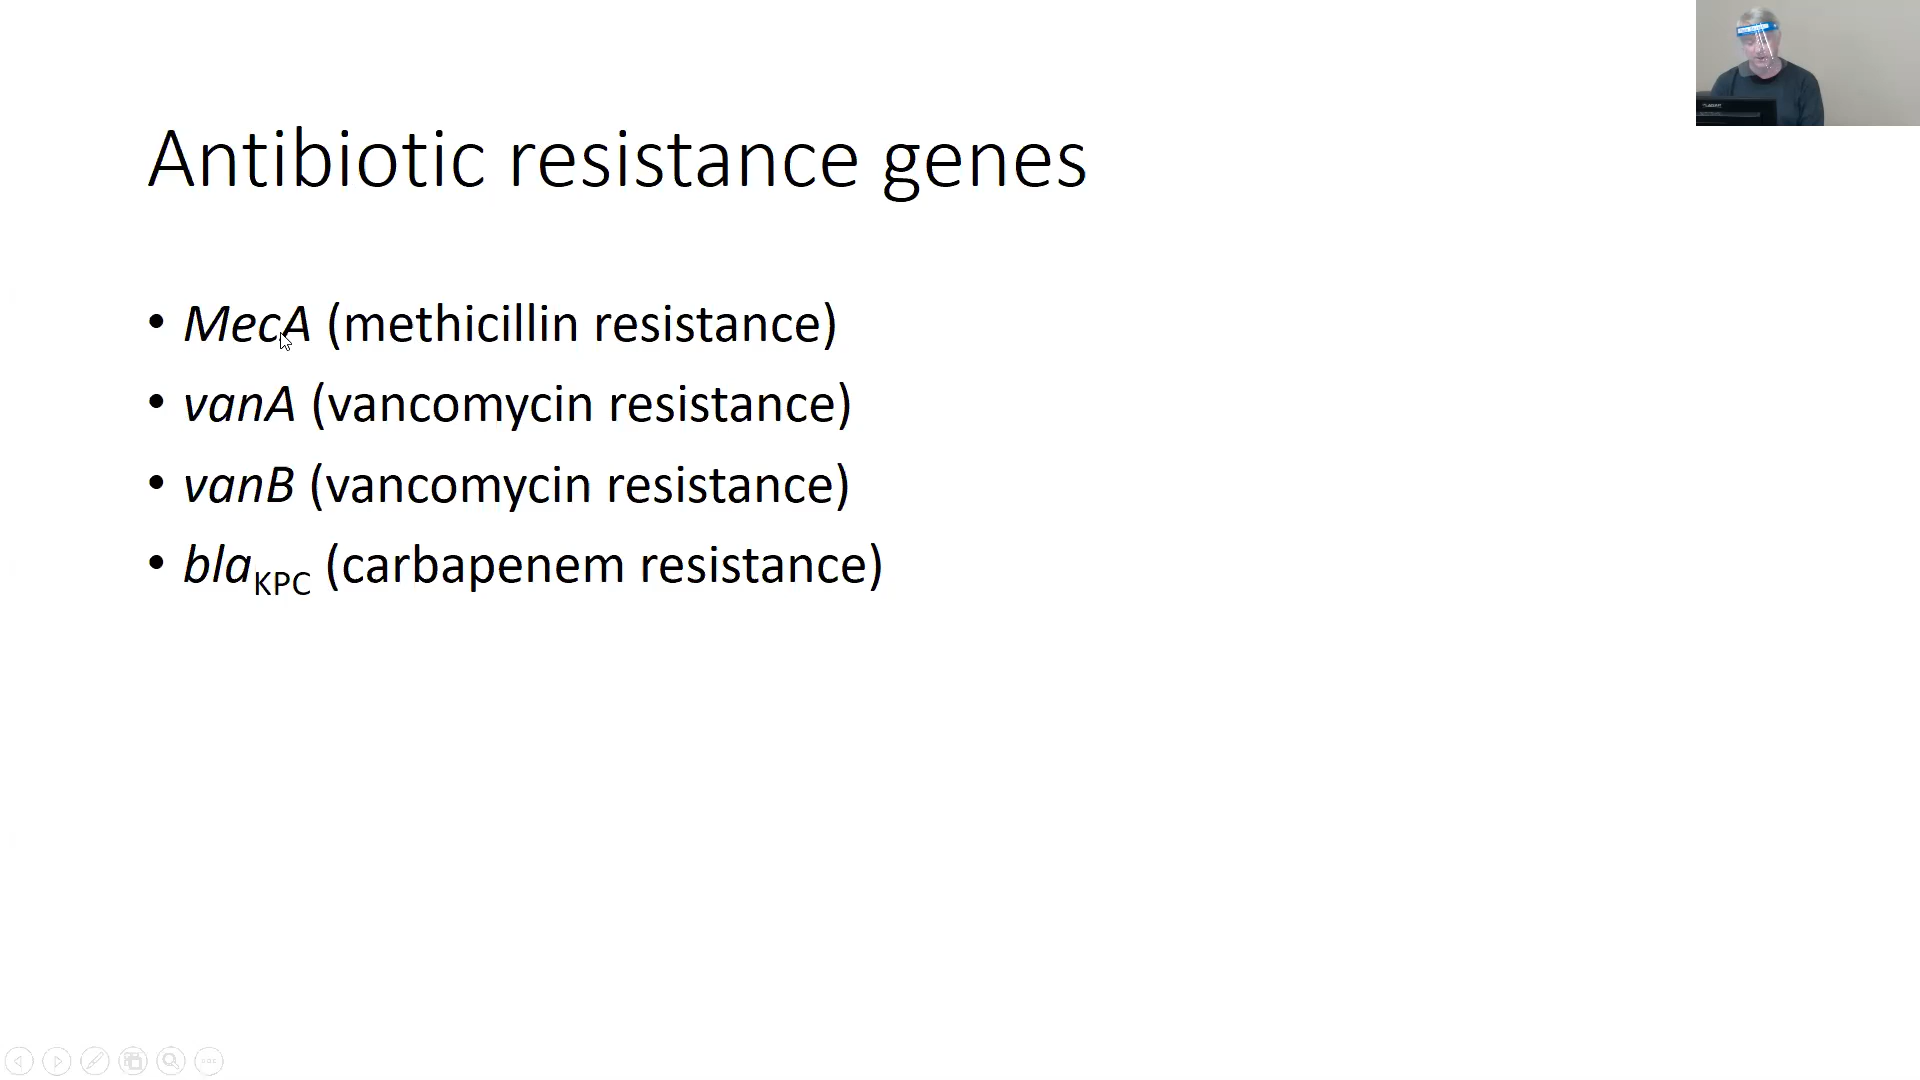 Antibiotic resistance genes
• MecA (methicillin resistance)
• vanA (vancomycin resistance)
• vanB (vancomycin resistance)
• blaKPC (carbapenem resistance)